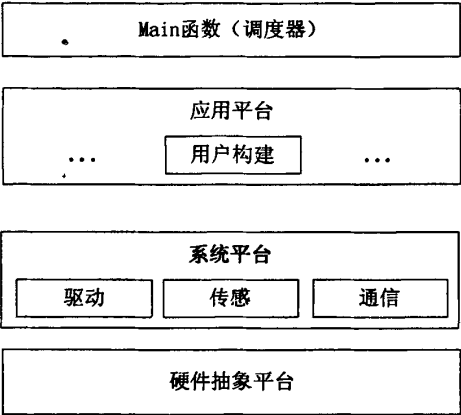 Main函数（调度器）
应用平台
... 用户构建 ...
系统平台
驱动 传感 通信
硬件抽象平台